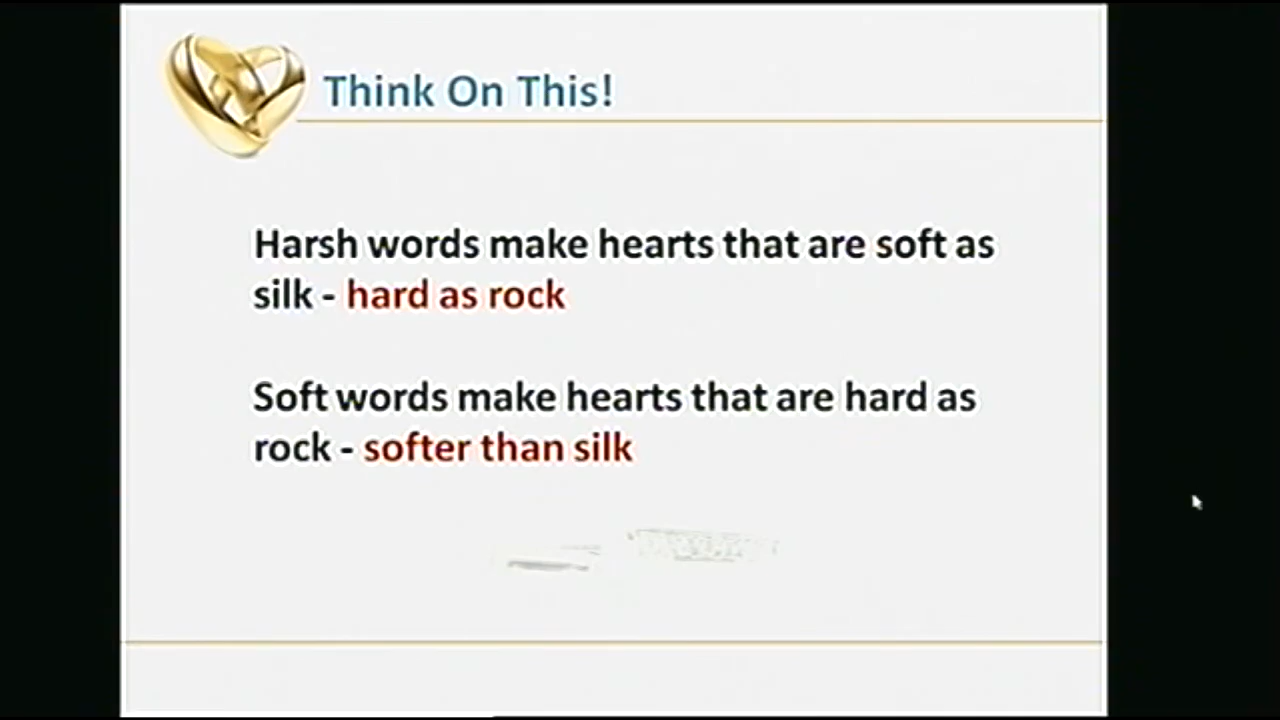 Think On This!
Harsh words make hearts that are soft as
silk - hard as rock
Soft words make hearts that are hard as
rock - softer than silk